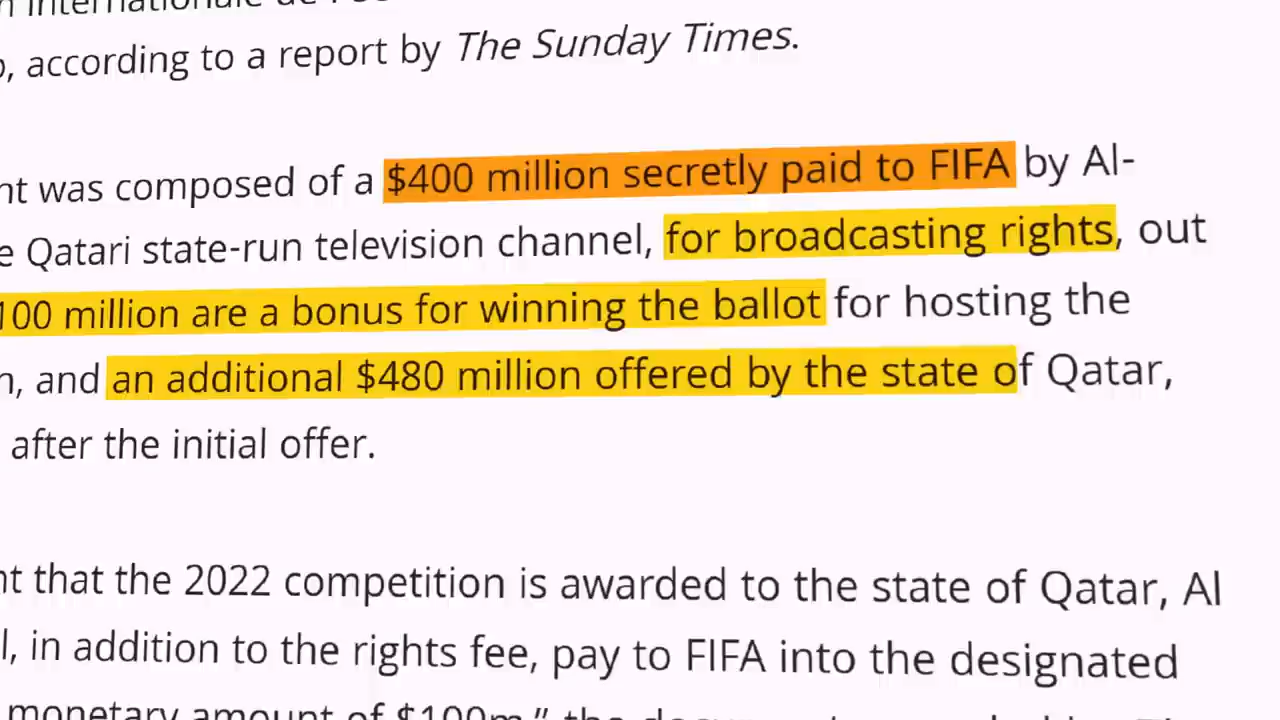 according to a report by The Sunday Times.
was composed of a $400 million secretly paid to FIFA by Al-
Qatari state-run television channel, for broadcasting rights, out
100 million are a bonus for winning the ballot for hosting the
and an additional $480 million offered by the state of Qatar,
after the initial offer.
that the 2022 competition is awarded to the state of Qatar, Al
in addition to the rights fee, pay to FIFA into the designated
monetary amount of $100m,”